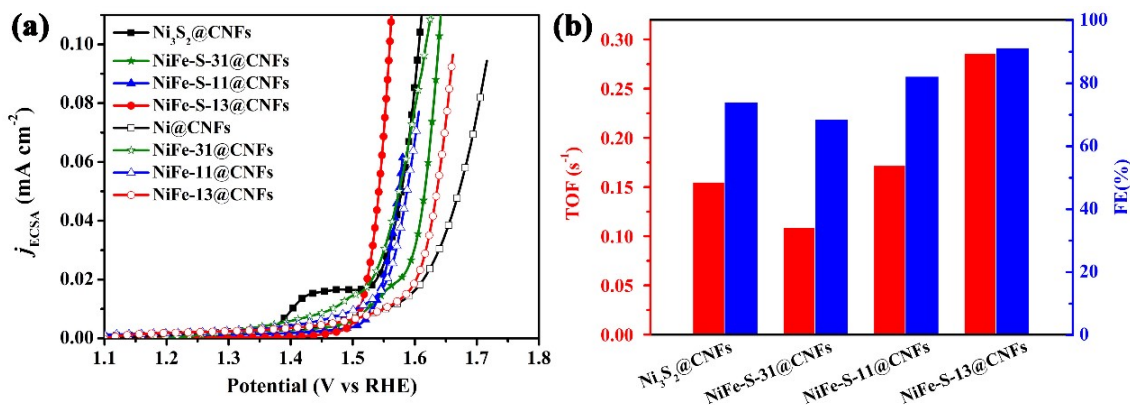 (a)
0.10
0.08
0.06
0.04
0.02
0.00
j_ECSA (mA cm⁻²)
Ni₃S₂@CNFs
NiFe-S-31@CNFs
NiFe-S-11@CNFs
NiFe-S-13@CNFs
Ni@CNFs
NiFe-31@CNFs
NiFe-11@CNFs
NiFe-13@CNFs
1.1 1.2 1.3 1.4 1.5 1.6 1.7 1.8
Potential (V vs RHE)
(b)
0.30
0.25
0.20
0.15
0.10
0.05
0.00
TOF (s⁻¹)
100
80
60
40
20
0
FE(%)
Ni₃S₂@CNFs
NiFe-S-31@CNFs
NiFe-S-11@CNFs
NiFe-S-13@CNFs